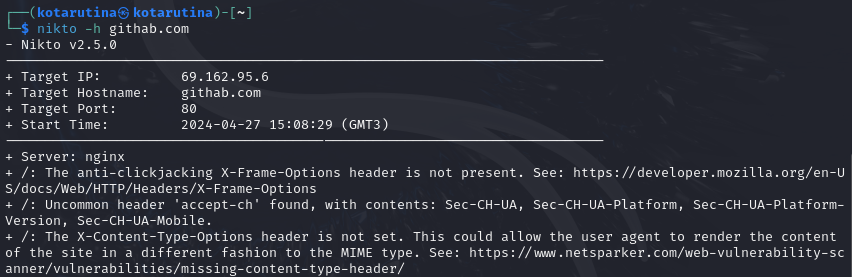 ┌──(kotarutina㉿kotarutina)-[~]
└─$ nikto -h githab.com
- Nikto v2.5.0
---------------------------------------------------------------------------
+ Target IP:          69.162.95.6
+ Target Hostname:    githab.com
+ Target Port:        80
+ Start Time:         2024-04-27 15:08:29 (GMT3)
---------------------------------------------------------------------------
+ Server: nginx
+ /: The anti-clickjacking X-Frame-Options header is not present. See: https://developer.mozilla.org/en-U
S/docs/Web/HTTP/Headers/X-Frame-Options
+ /: Uncommon header 'accept-ch' found, with contents: Sec-CH-UA, Sec-CH-UA-Platform, Sec-CH-UA-Platform-
Version, Sec-CH-UA-Mobile.
+ /: The X-Content-Type-Options header is not set. This could allow the user agent to render the content
of the site in a different fashion to the MIME type. See: https://www.netsparker.com/web-vulnerability-sc
anner/vulnerabilities/missing-content-type-header/